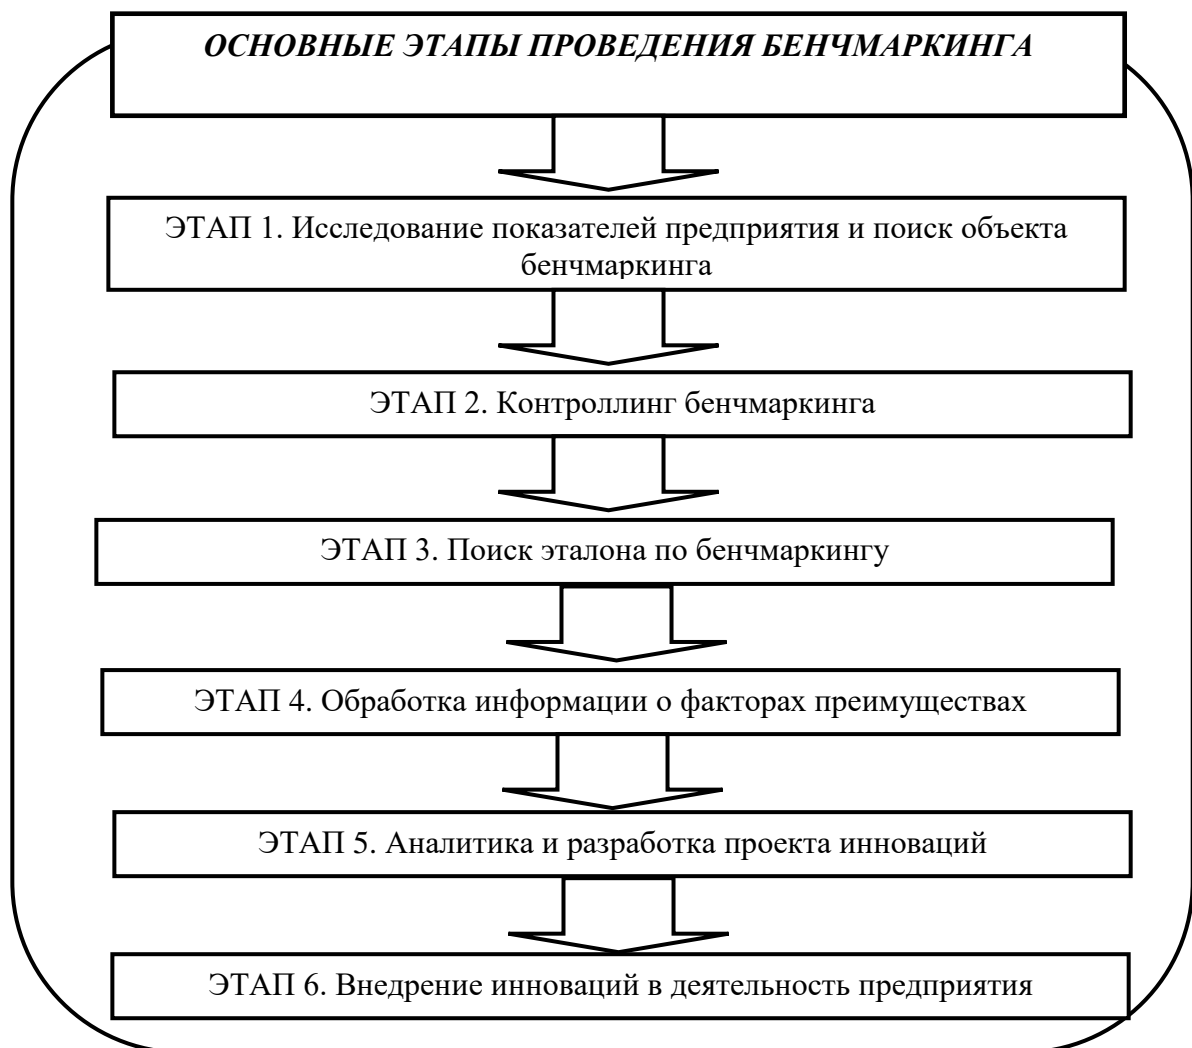 ОСНОВНЫЕ ЭТАПЫ ПРОВЕДЕНИЯ БЕНЧМАРКИНГА
ЭТАП 1. Исследование показателей предприятия и поиск объекта
бенчмаркинга
ЭТАП 2. Контроллинг бенчмаркинга
ЭТАП 3. Поиск эталона по бенчмаркингу
ЭТАП 4. Обработка информации о факторах преимуществах
ЭТАП 5. Аналитика и разработка проекта инноваций
ЭТАП 6. Внедрение инноваций в деятельность предприятия